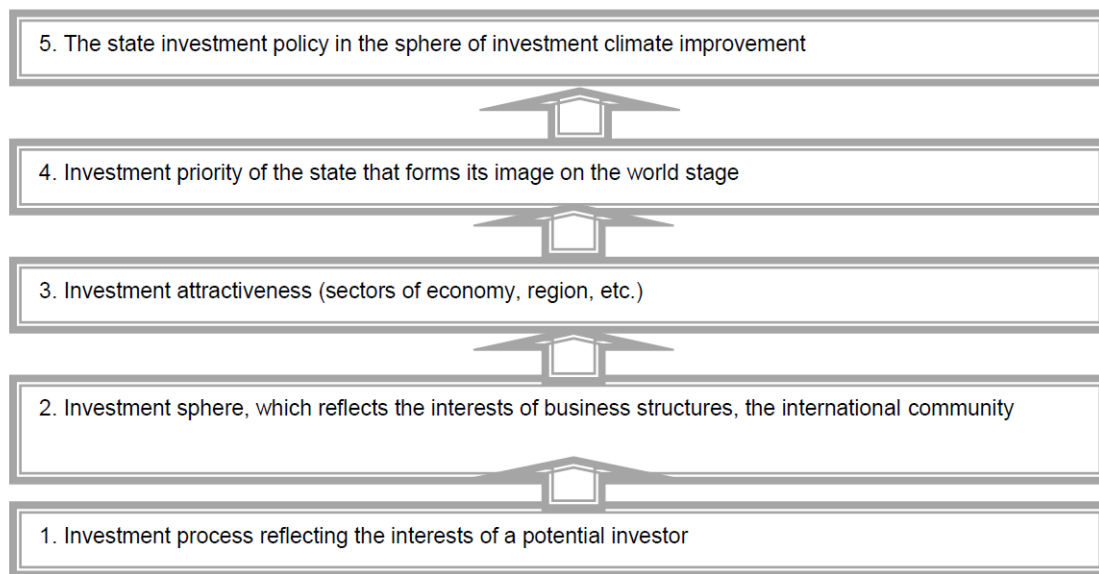 5. The state investment policy in the sphere of investment climate improvement
4. Investment priority of the state that forms its image on the world stage
3. Investment attractiveness (sectors of economy, region, etc.)
2. Investment sphere, which reflects the interests of business structures, the international community
1. Investment process reflecting the interests of a potential investor